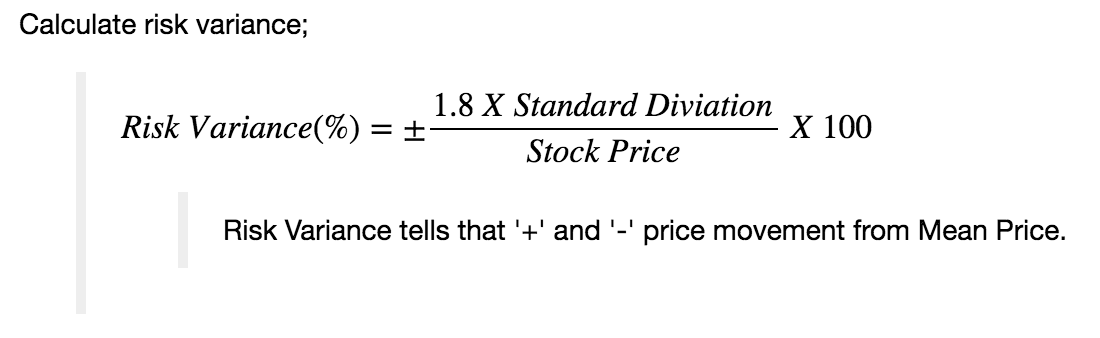 Calculate risk variance;
Risk Variance(%) = ± 1.8 X Standard Diviation / Stock Price X 100
Risk Variance tells that '+' and '-' price movement from Mean Price.